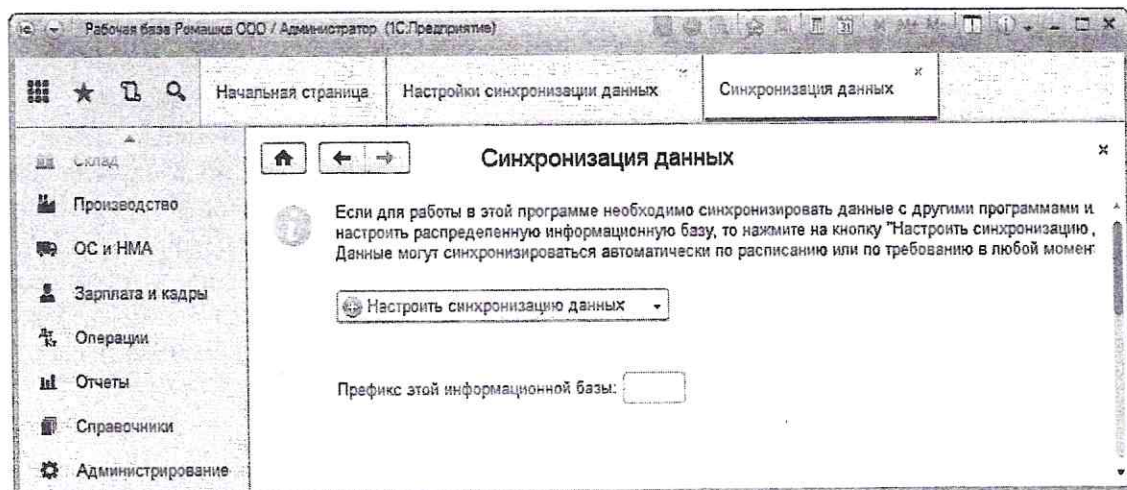 Рабочая база Ромашка ООО / Администратор (1С:Предприятие)
M M+ M-
Начальная страница
Настройки синхронизации данных
Синхронизация данных
Склад
Производство
ОС и НМА
Зарплата и кадры
Операции
Отчеты
Справочники
Администрирование
Синхронизация данных
Если для работы в этой программе необходимо синхронизировать данные с другими программами и
настроить распределенную информационную базу, то нажмите на кнопку "Настроить синхронизацию
Данные могут синхронизироваться автоматически по расписанию или по требованию в любой момен
Настроить синхронизацию данных
Префикс этой информационной базы: